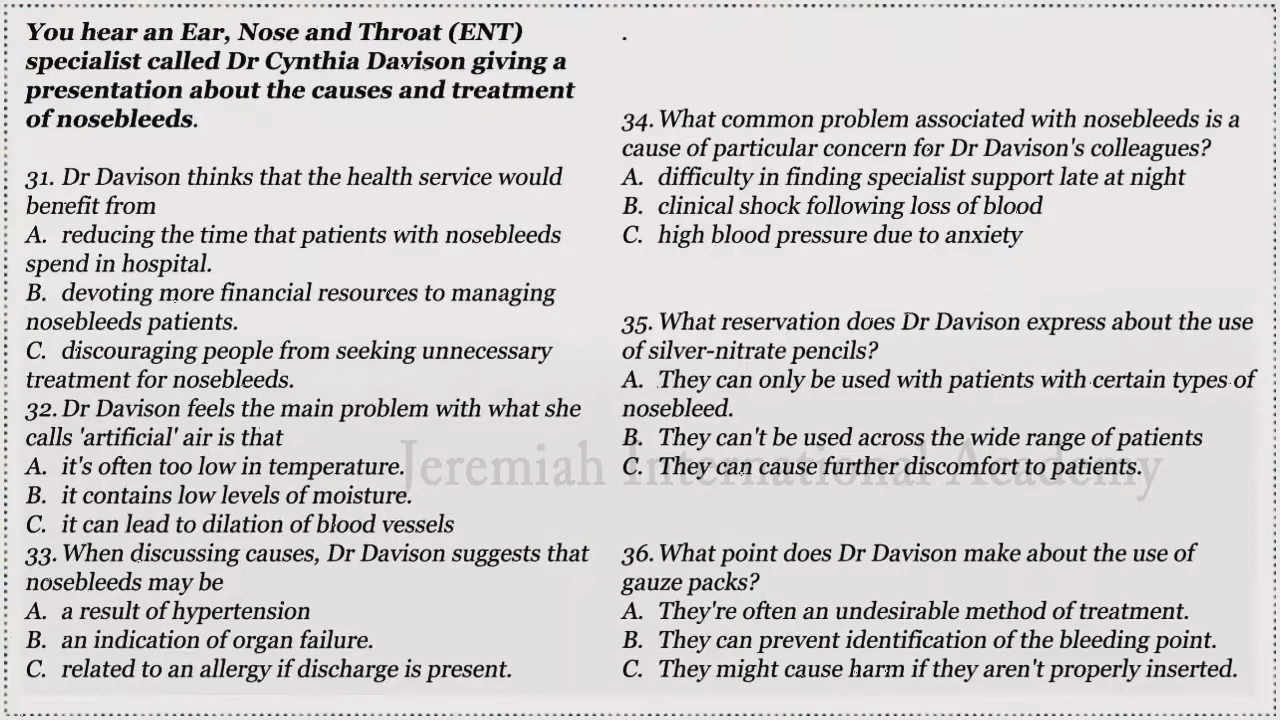 You hear an Ear, Nose and Throat (ENT)
specialist called Dr Cynthia Davison giving a
presentation about the causes and treatment
of nosebleeds.
31. Dr Davison thinks that the health service would
benefit from
A. reducing the time that patients with nosebleeds
spend in hospital.
B. devoting more financial resources to managing
nosebleeds patients.
C. discouraging people from seeking unnecessary
treatment for nosebleeds.
32. Dr Davison feels the main problem with what she
calls 'artificial' air is that
A. it's often too low in temperature.
B. it contains low levels of moisture.
C. it can lead to dilation of blood vessels
33. When discussing causes, Dr Davison suggests that
nosebleeds may be
A. a result of hypertension
B. an indication of organ failure.
C. related to an allergy if discharge is present.
.
34. What common problem associated with nosebleeds is a
cause of particular concern for Dr Davison's colleagues?
A. difficulty in finding specialist support late at night
B. clinical shock following loss of blood
C. high blood pressure due to anxiety
35. What reservation does Dr Davison express about the use
of silver-nitrate pencils?
A. They can only be used with patients with certain types of
nosebleed.
B. They can't be used across the wide range of patients
C. They can cause further discomfort to patients.
36. What point does Dr Davison make about the use of
gauze packs?
A. They're often an undesirable method of treatment.
B. They can prevent identification of the bleeding point.
C. They might cause harm if they aren't properly inserted.
Jeremiah International Academy